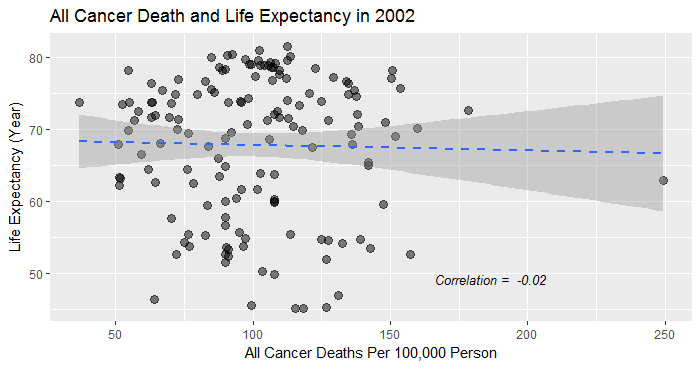 All Cancer Death and Life Expectancy in 2002
80
70
60
50
Life Expectancy (Year)
Correlation = -0.02
50
100
150
200
250
All Cancer Deaths Per 100,000 Person